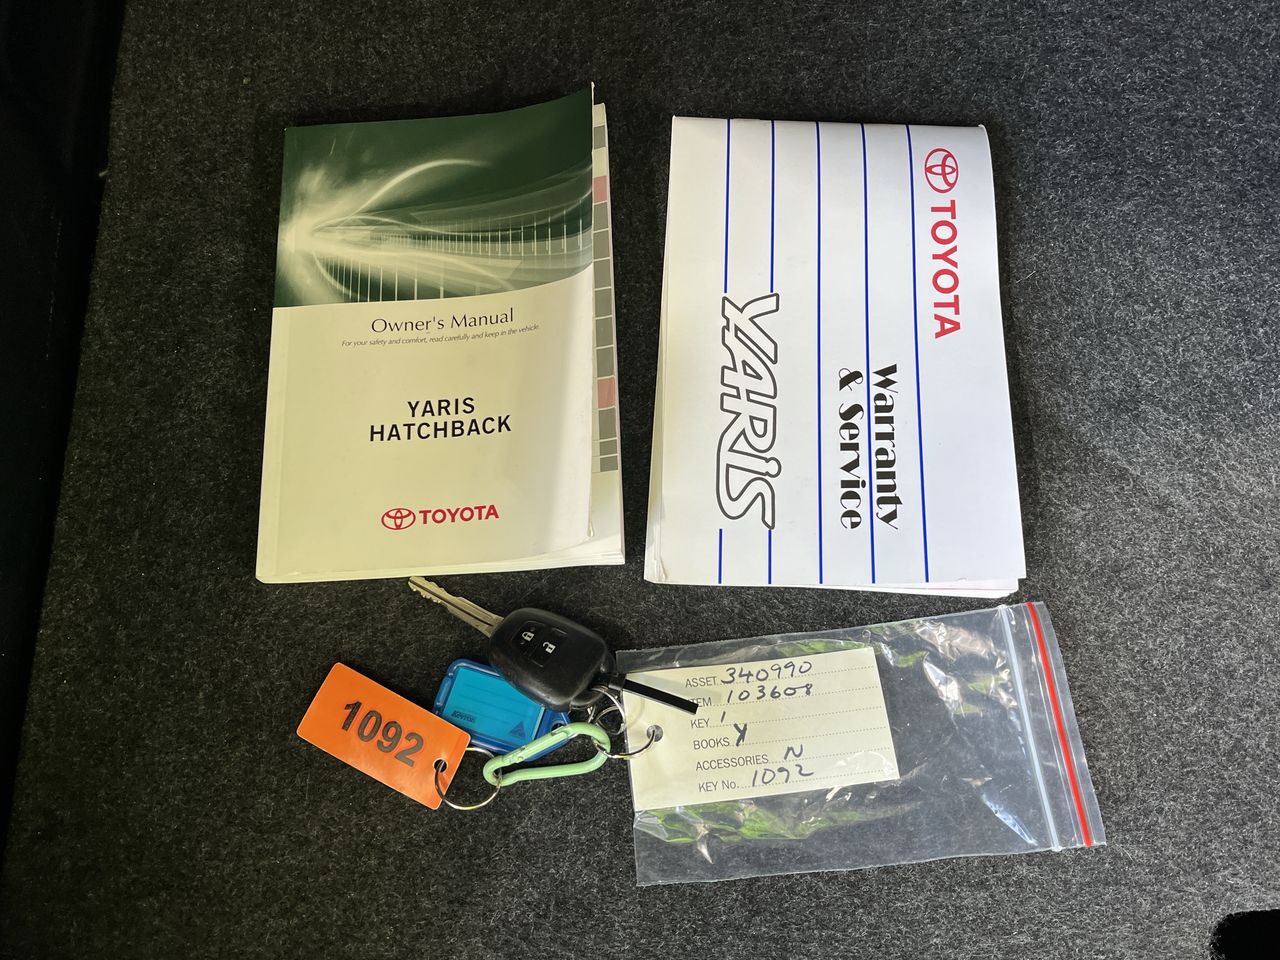 Owner's Manual
For your safety and comfort, read carefully and keep in the vehicle.
YARIS
HATCHBACK
TOYOTA
TOYOTA
Warranty
& Service
YARIS
1092
Kevron
ASSET 340990
ITEM 103608
KEY 1
BOOKS Y
ACCESSORIES N
KEY No. 1092